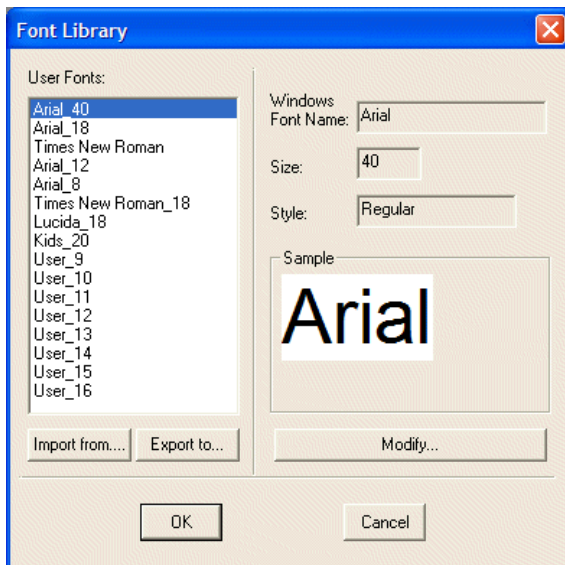 Font Library
User Fonts:
Arial_40
Arial_18
Times New Roman
Arial_12
Arial_8
Times New Roman_18
Lucida_18
Kids_20
User_9
User_10
User_11
User_12
User_13
User_14
User_15
User_16
Import from....
Export to...
Windows
Font Name:
Arial
Size:
40
Style:
Regular
Sample
Arial
Modify...
OK
Cancel